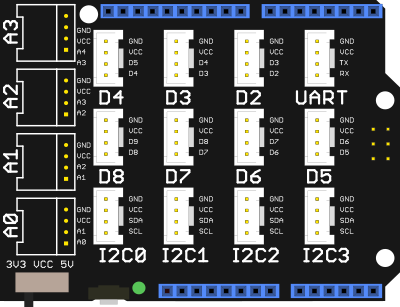 A3
GND
VCC
A4
A3
A2
GND
VCC
A3
A2
A1
GND
VCC
A2
A1
A0
GND
VCC
A1
A0
3V3 VCC 5V
GND
VCC
D5
D4
D4
GND
VCC
D4
D3
D3
GND
VCC
D3
D2
D2
GND
VCC
TX
RX
UART
GND
VCC
D9
D8
D8
GND
VCC
D8
D7
D7
GND
VCC
D7
D6
D6
GND
VCC
D6
D5
D5
GND
VCC
SDA
SCL
I2C0
GND
VCC
SDA
SCL
I2C1
GND
VCC
SDA
SCL
I2C2
GND
VCC
SDA
SCL
I2C3